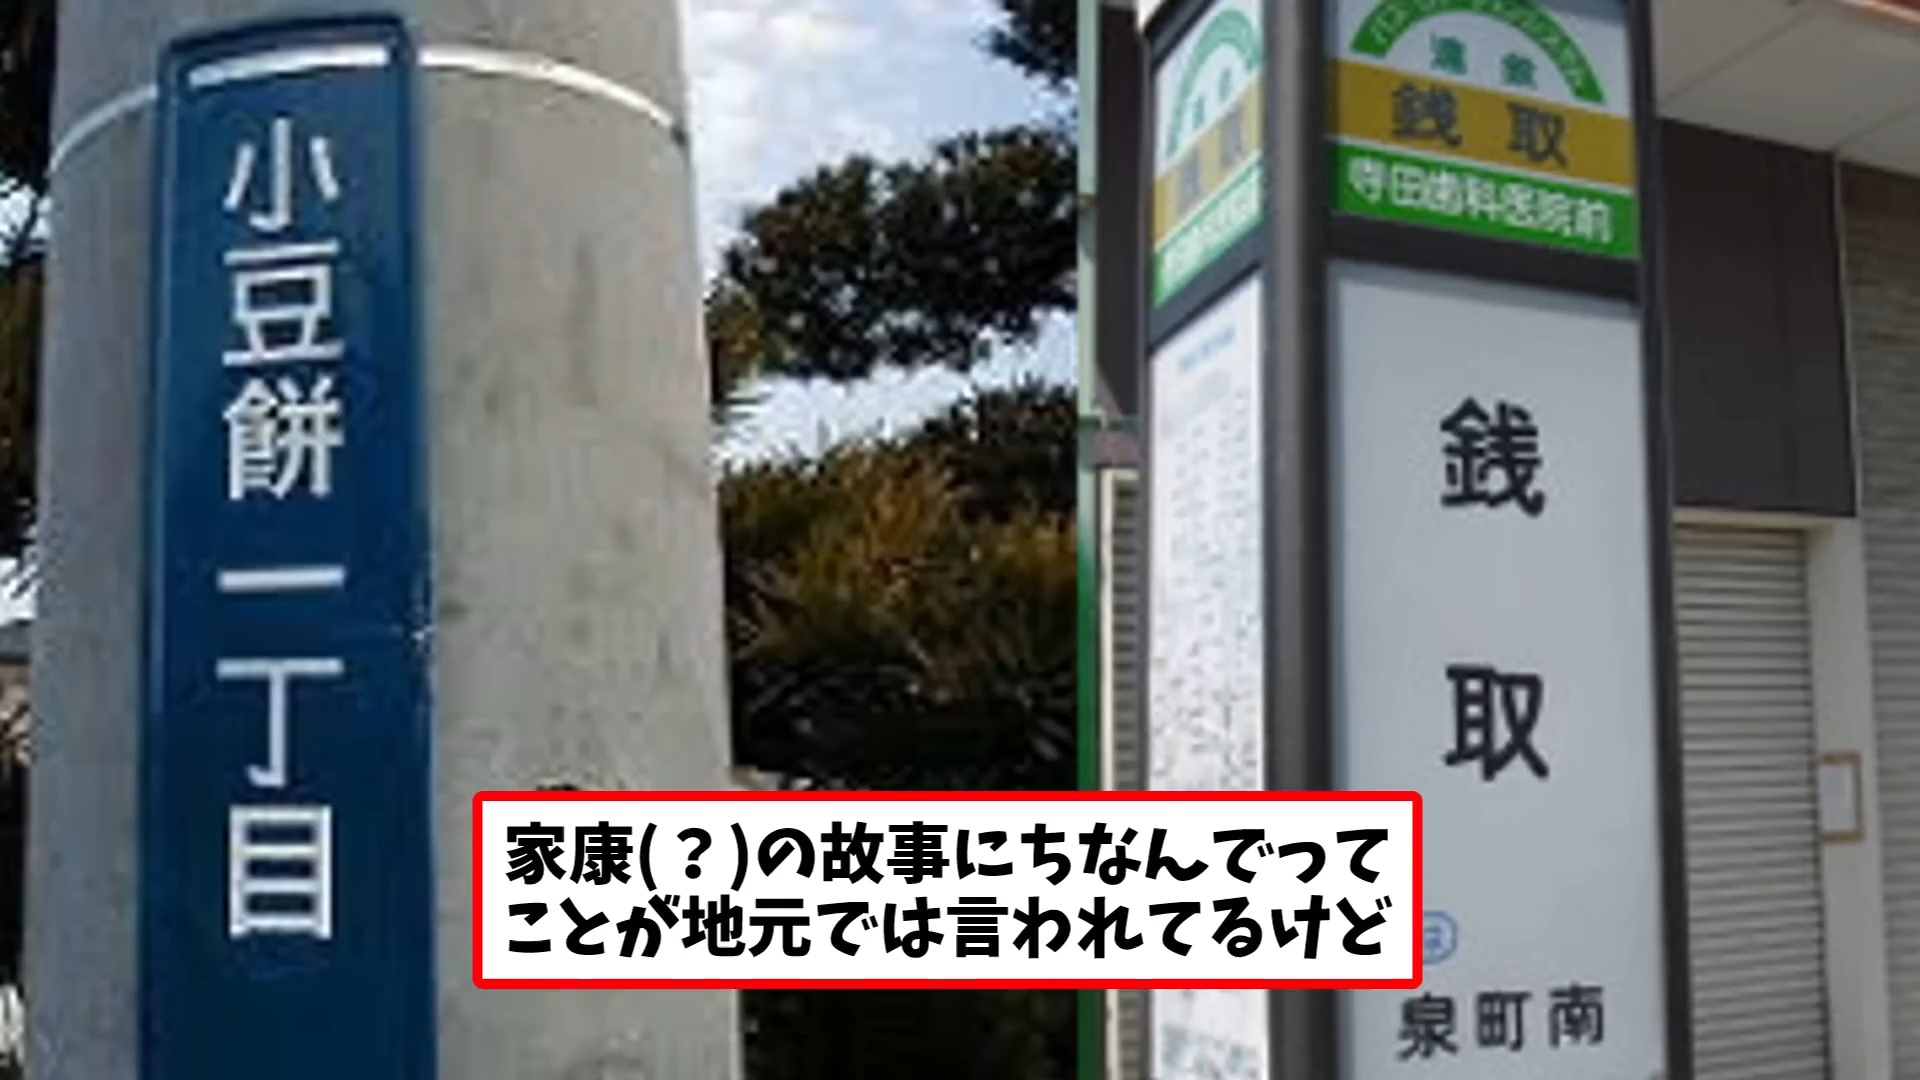 小豆餅一丁目
遠鉄
銭取
寺田歯科医院前
銭取
泉町南
家康(?)の故事にちなんでって
ことが地元では言われてるけど